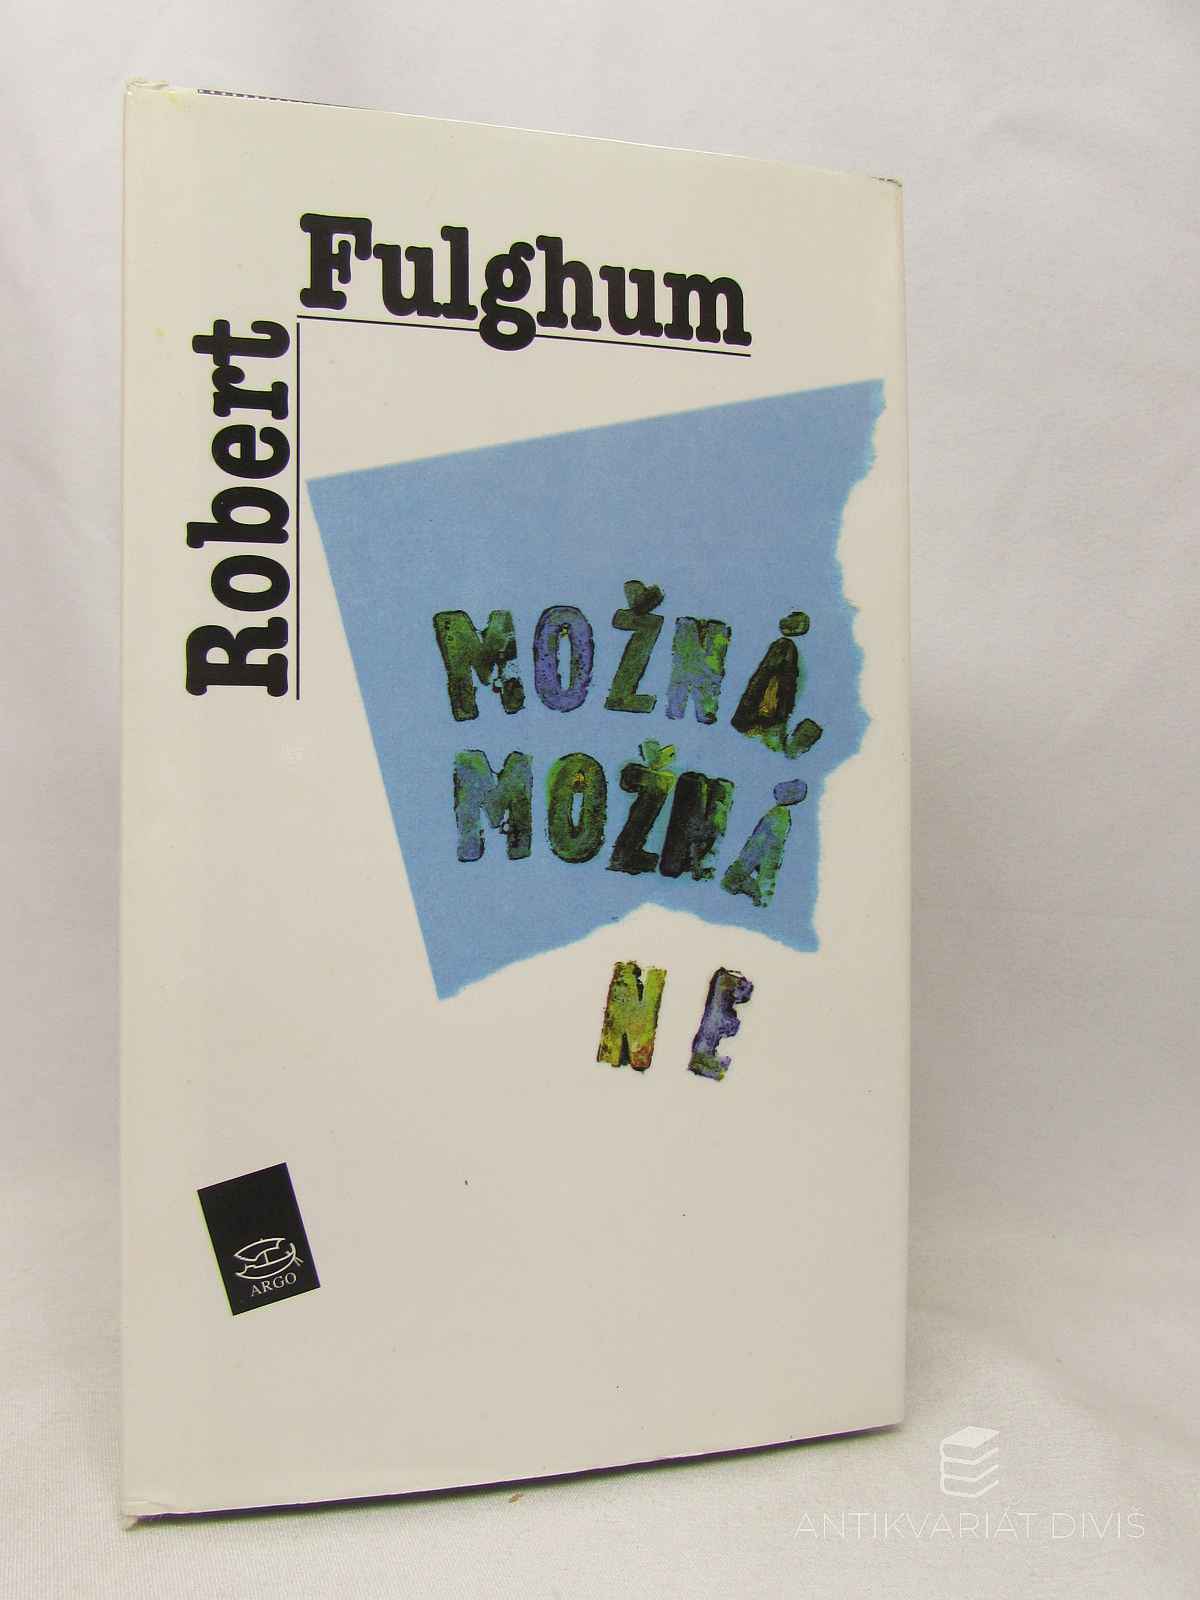 Robert
Fulghum
MOŽNÁ,
MOŽNÁ
NE
ARGO
ANTIKVARIÁT DIVIŠ